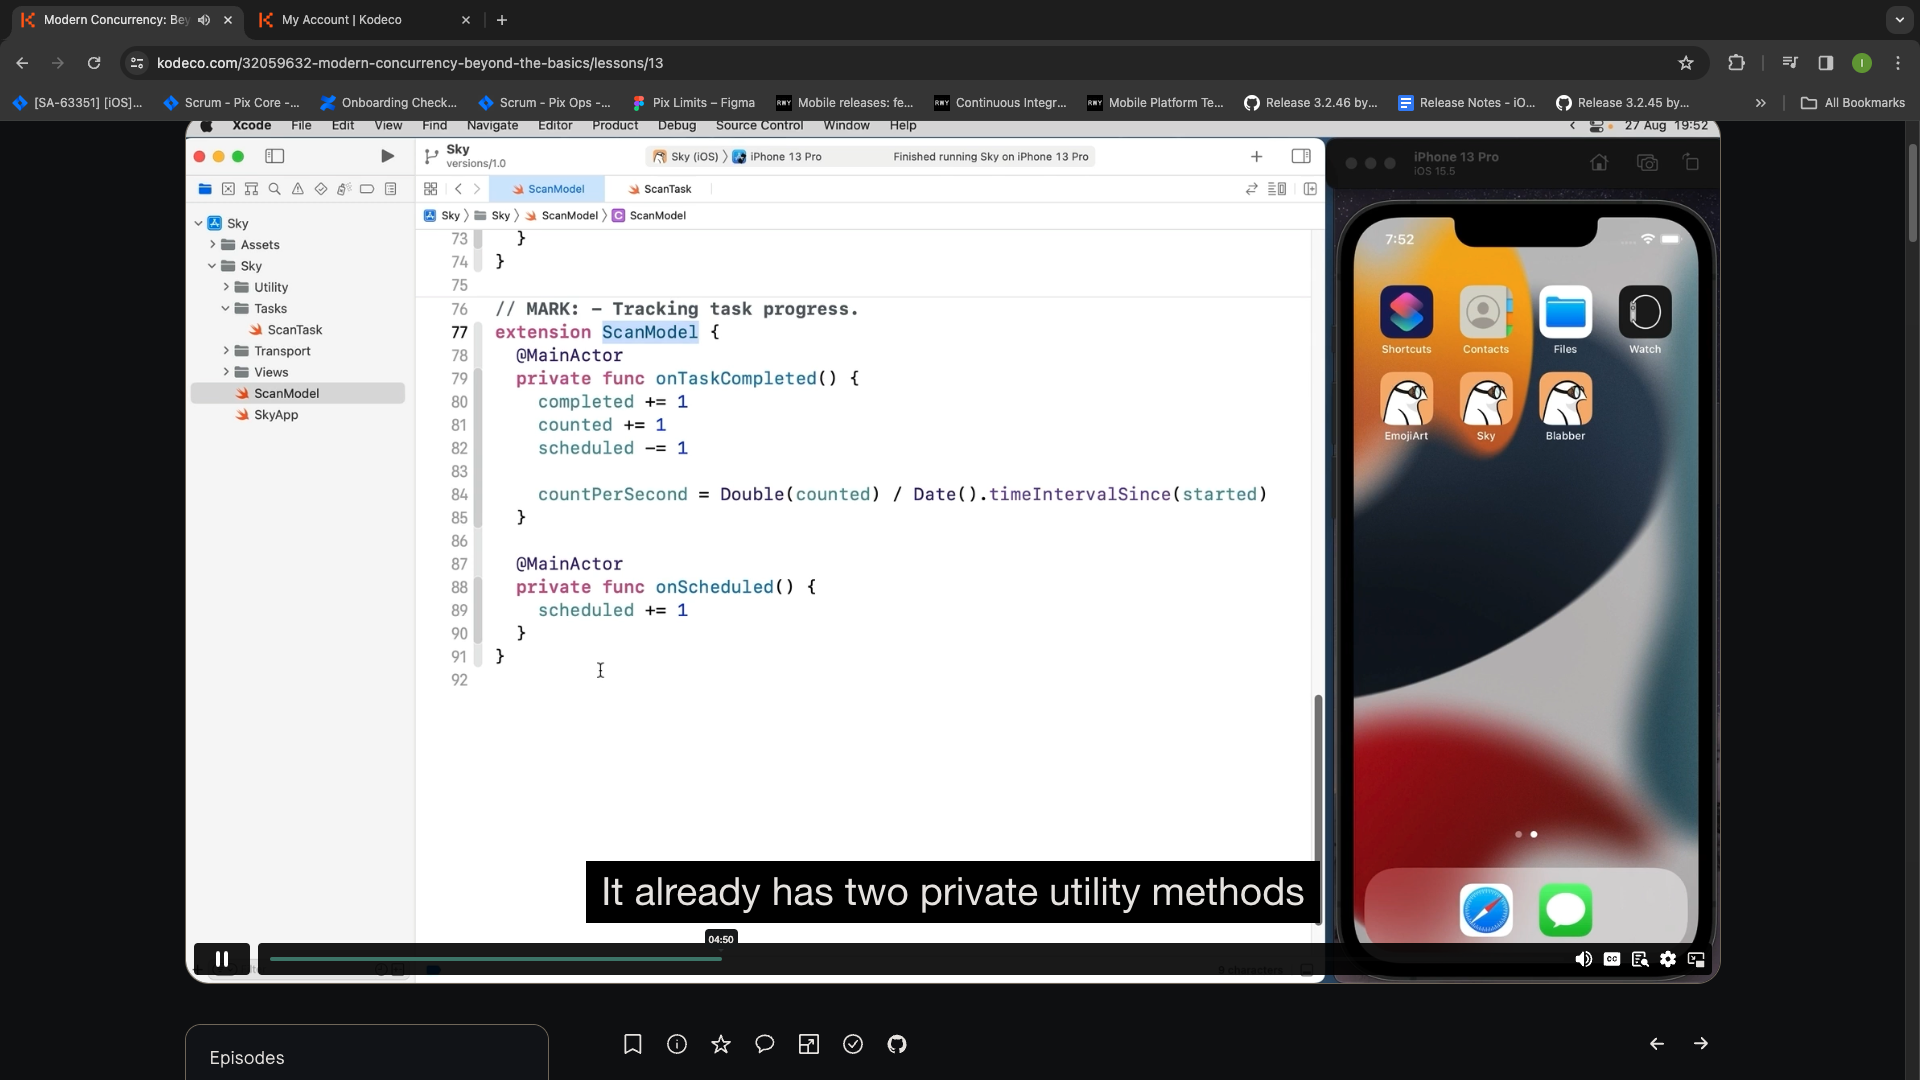 Modern Concurrency: Bey
My Account | Kodeco
kodeco.com/32059632-modern-concurrency-beyond-the-basics/lessons/13
[SA-63351] [iOS]...
Scrum - Pix Core -...
Onboarding Check...
Scrum - Pix Ops -...
Pix Limits – Figma
RWY
Mobile releases: fe...
RWY
Continuous Integr...
RWY
Mobile Platform Te...
Release 3.2.46 by...
Release Notes - iO...
Release 3.2.45 by...
All Bookmarks
Xcode File Edit View Find Navigate Editor Product Debug Source Control Window Help
27 Aug 19:52
Sky
versions/1.0
Sky (iOS) 〉 iPhone 13 Pro
Finished running Sky on iPhone 13 Pro
ScanModel
ScanTask
Sky 〉 Sky 〉 ScanModel 〉 C ScanModel
Sky
Assets
Sky
Utility
Tasks
ScanTask
Transport
Views
ScanModel
SkyApp
73 }
74 }
75
76 // MARK: - Tracking task progress.
77 extension ScanModel {
78 @MainActor
79 private func onTaskCompleted() {
80 completed += 1
81 counted += 1
82 scheduled -= 1
83
84 countPerSecond = Double(counted) / Date().timeIntervalSince(started)
85 }
86
87 @MainActor
88 private func onScheduled() {
89 scheduled += 1
90 }
91 }
92
iPhone 13 Pro
iOS 15.5
7:52
Shortcuts
Contacts
Files
Watch
EmojiArt
Sky
Blabber
It already has two private utility methods
04:50
CC
9 characters
Episodes